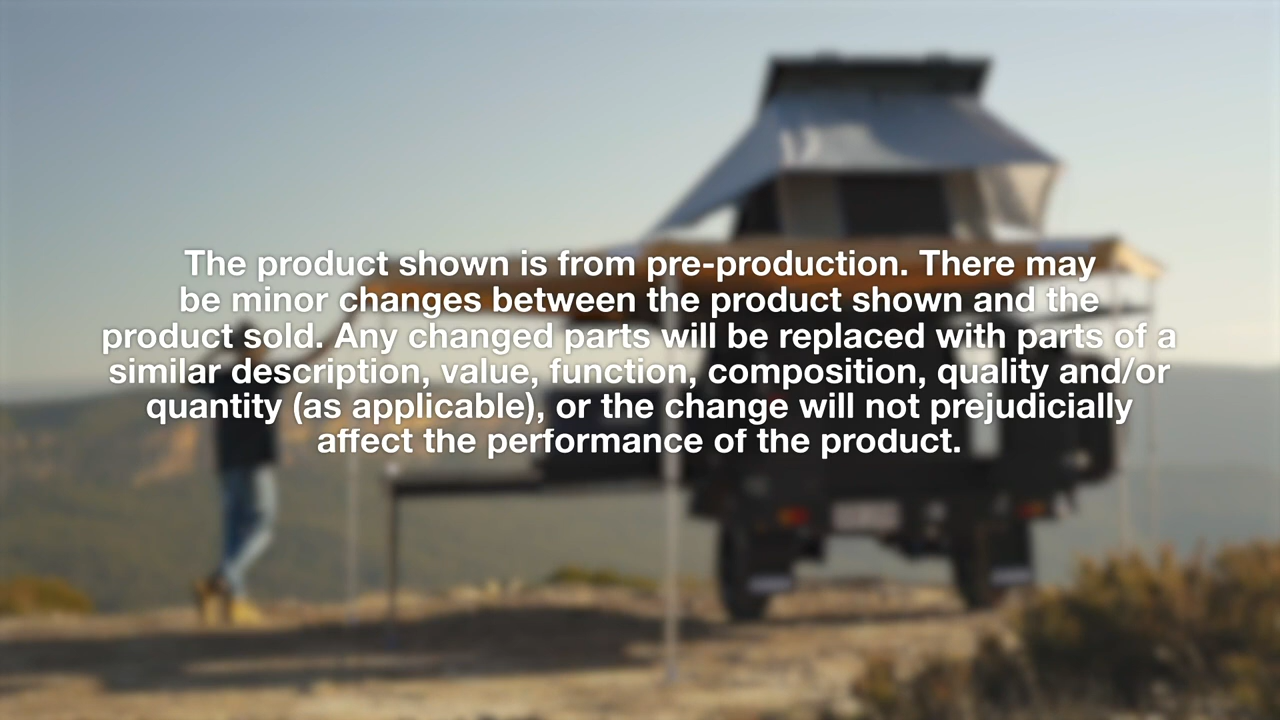 The product shown is from pre-production. There may
be minor changes between the product shown and the
product sold. Any changed parts will be replaced with parts of a
similar description, value, function, composition, quality and/or
quantity (as applicable), or the change will not prejudicially
affect the performance of the product.